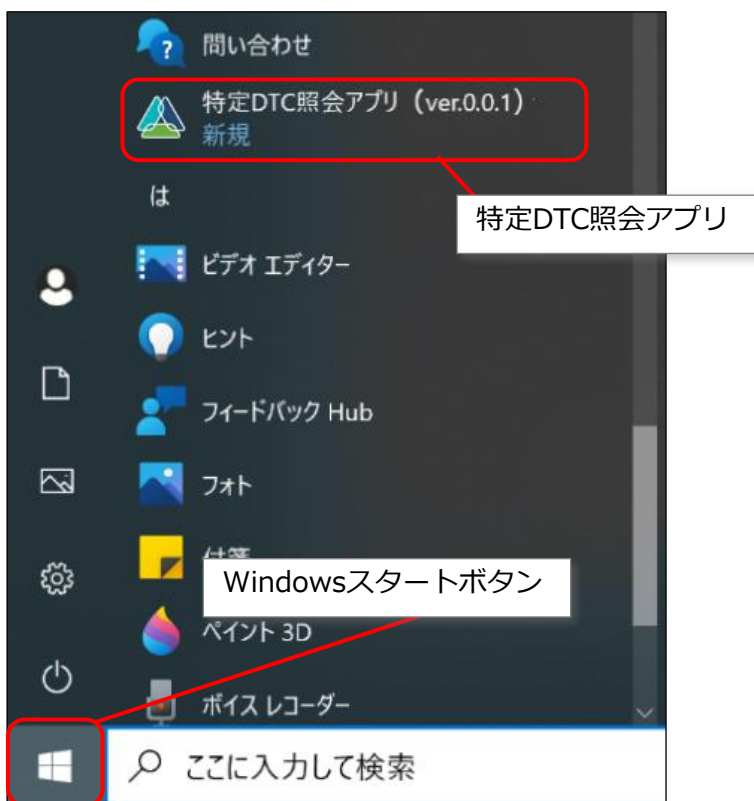 問い合わせ
特定DTC照会アプリ（ver.0.0.1）
新規
は
特定DTC照会アプリ
ビデオ エディター
ヒント
フィードバック Hub
フォト
Windowsスタートボタン
ペイント 3D
ボイス レコーダー
ここに入力して検索